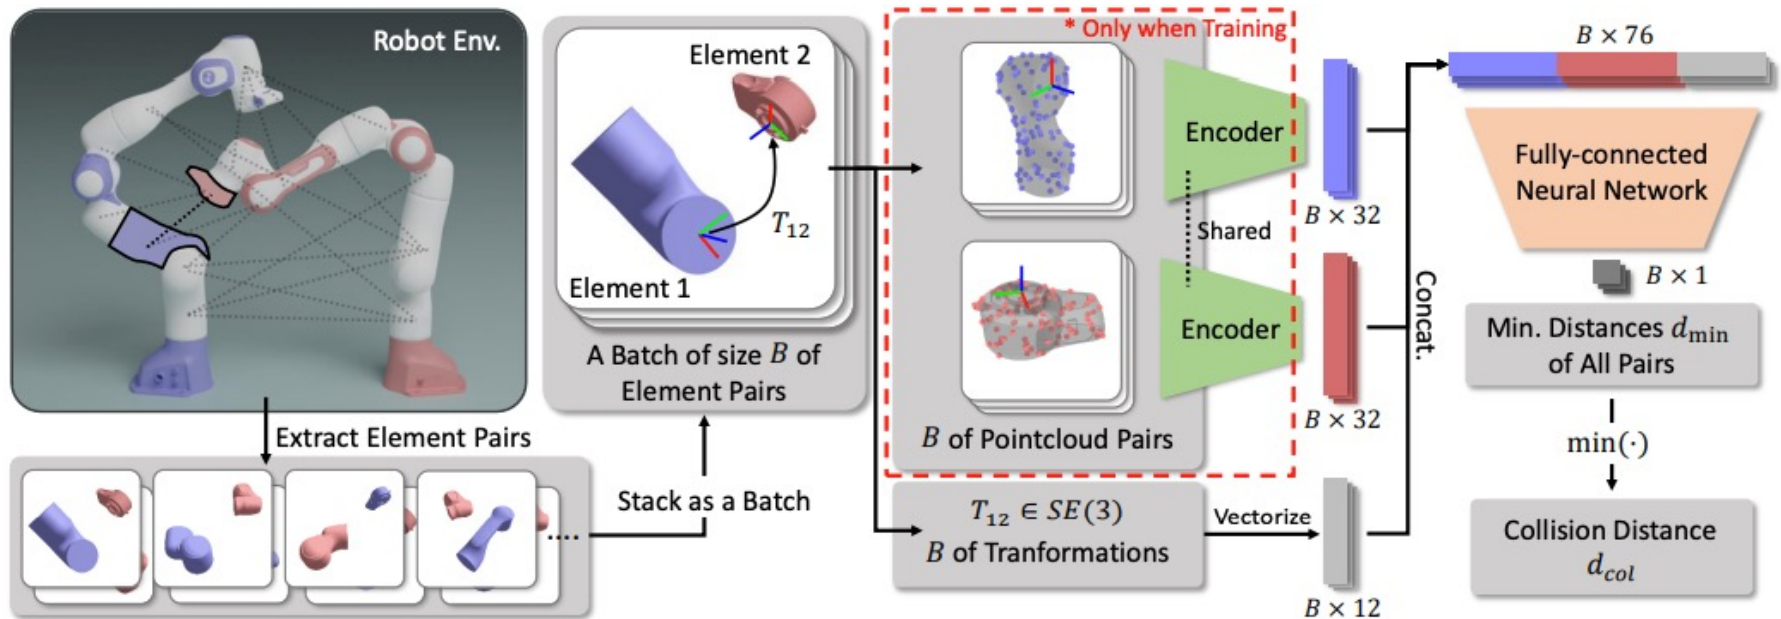 Robot Env.
Extract Element Pairs
....
Stack as a Batch
Element 2
T₁₂
Element 1
A Batch of size B of
Element Pairs
* Only when Training
Encoder
Shared
Encoder
B of Pointcloud Pairs
T₁₂ ∈ SE(3)
B of Tranformations
Vectorize
B × 32
B × 32
B × 12
Concat.
B × 76
Fully-connected
Neural Network
B × 1
Min. Distances d_min
of All Pairs
min(·)
Collision Distance
d_col